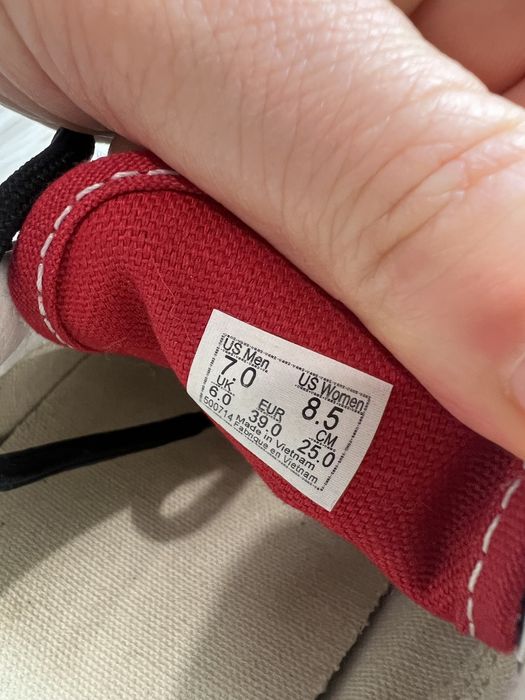 US Men US Women
7.0 8.5
UK EUR CM
6.0 39.0 25.0
500714 Made in Vietnam
Fabriqué en Vietnam